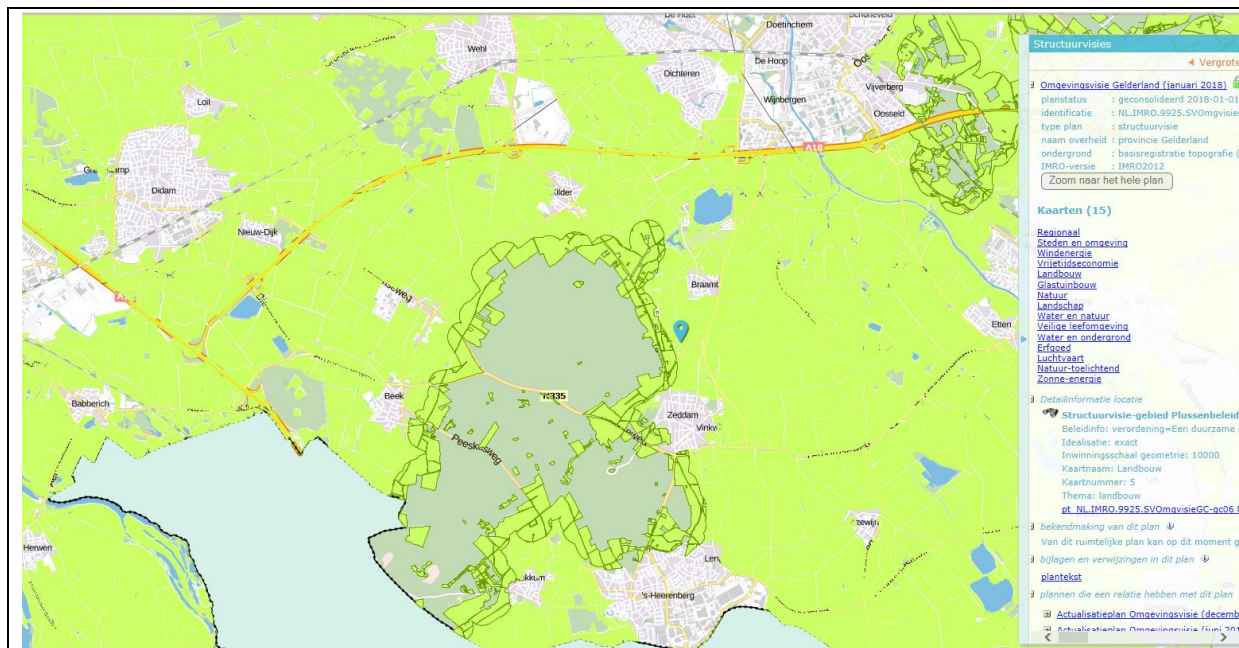 Wehl
Doetinchem
De Hoop
Dichteren
Vijverberg
Wijnbergen
Oosseld
Loil
A18
Didam
Kilder
Nieuw-Dijk
Braamt
Etten
N335
Babberich
Beek
Zeddam
Peeskesweg
Herwen
's-Heerenberg
Structuurvisies
Vergrote
Omgevingsvisie Gelderland (januari 2018)
planstatus : geconsolideerd 2018-01-01
identificatie : NL.IMRO.9925.SVOmgvisie
type plan : structuurvisie
naam overheid : provincie Gelderland
ondergrond : basisregistratie topografie (
IMRO-versie : IMRO2012
Zoom naar het hele plan
Kaarten (15)
Regionaal
Steden en omgeving
Windenergie
Vrijetijdseconomie
Landbouw
Glastuinbouw
Natuur
Landschap
Water en natuur
Veilige leefomgeving
Water en ondergrond
Erfgoed
Luchtvaart
Natuur-toelichtend
Zonne-energie
Detailinformatie locatie
Structuurvisie-gebied Plussenbeleid
Beleidinfo: verordening=Een duurzame
Idealisatie: exact
Inwinningsschaal geometrie: 10000
Kaartnaam: Landbouw
Kaartnummer: 5
Thema: landbouw
pt_NL.IMRO.9925.SVOmgvisieGC-gc06
bekendmaking van dit plan
Van dit ruimtelijke plan kan op dit moment g
bijlagen en verwijzingen in dit plan
plantekst
plannen die een relatie hebben met dit plan
Actualisatieplan Omgevingsvisie (decemb
Actualisatieplan Omgevingsvisie (juni 201